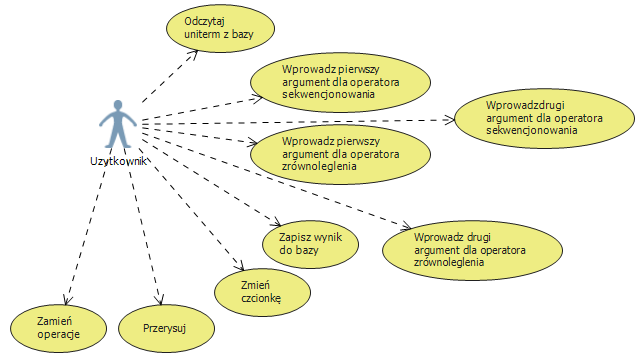 Odczytaj
uniterm z bazy
Wprowadz pierwszy
argument dla operatora
sekwencjonowania
Wprowadzdrugi
argument dla operatora
sekwencjonowania
Wprowadz pierwszy
argument dla operatora
zrównoleglenia
Uzytkownik
Zapisz wynik
do bazy
Wprowadz drugi
argument dla operatora
zrównoleglenia
Zmień
czcionkę
Zamień
operacje
Przerysuj